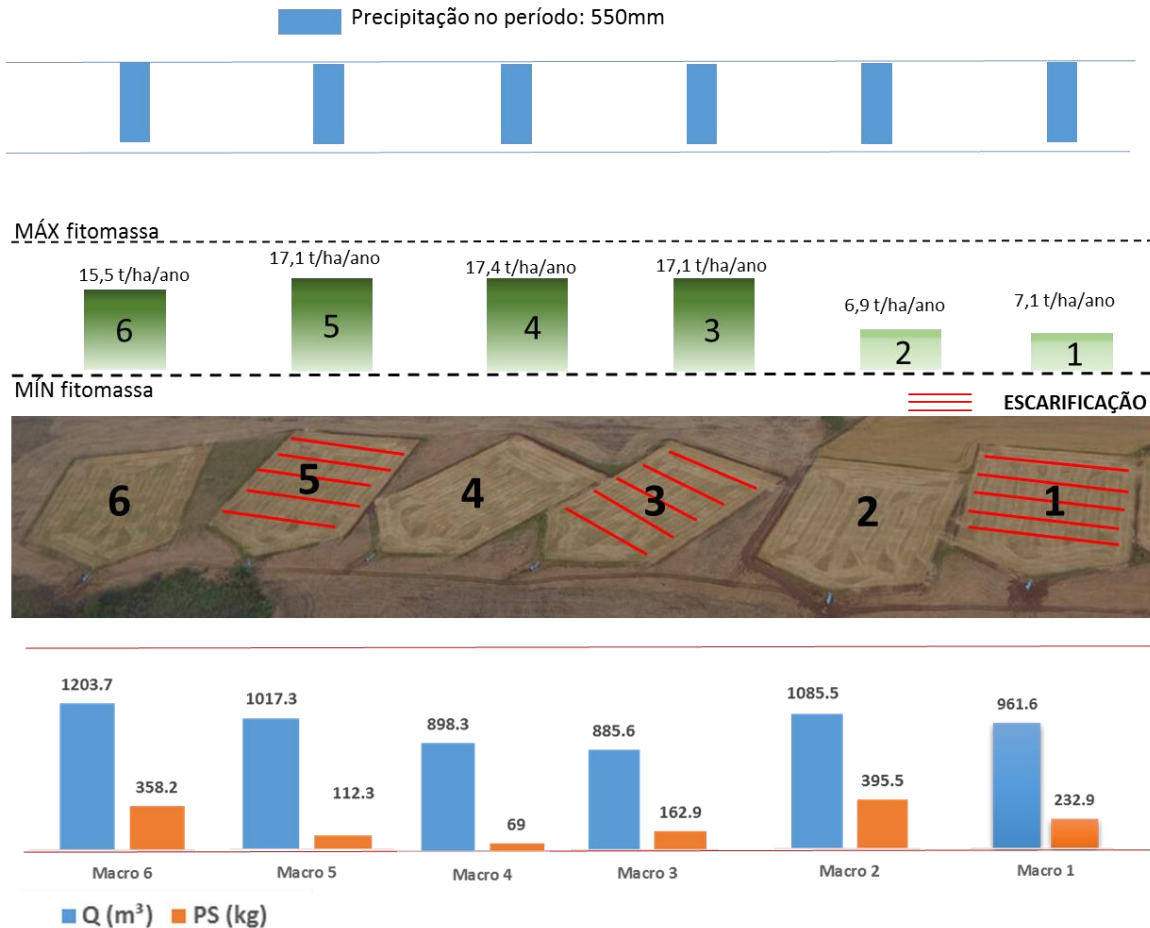 Precipitação no período: 550mm
MÁX fitomassa
15,5 t/ha/ano
17,1 t/ha/ano
17,4 t/ha/ano
17,1 t/ha/ano
6,9 t/ha/ano
7,1 t/ha/ano
6
5
4
3
2
1
MÍN fitomassa
ESCARIFICAÇÃO
6
5
4
3
2
1
1203.7
358.2
1017.3
112.3
898.3
69
885.6
162.9
1085.5
395.5
961.6
232.9
Macro 6
Macro 5
Macro 4
Macro 3
Macro 2
Macro 1
Q (m³)
PS (kg)